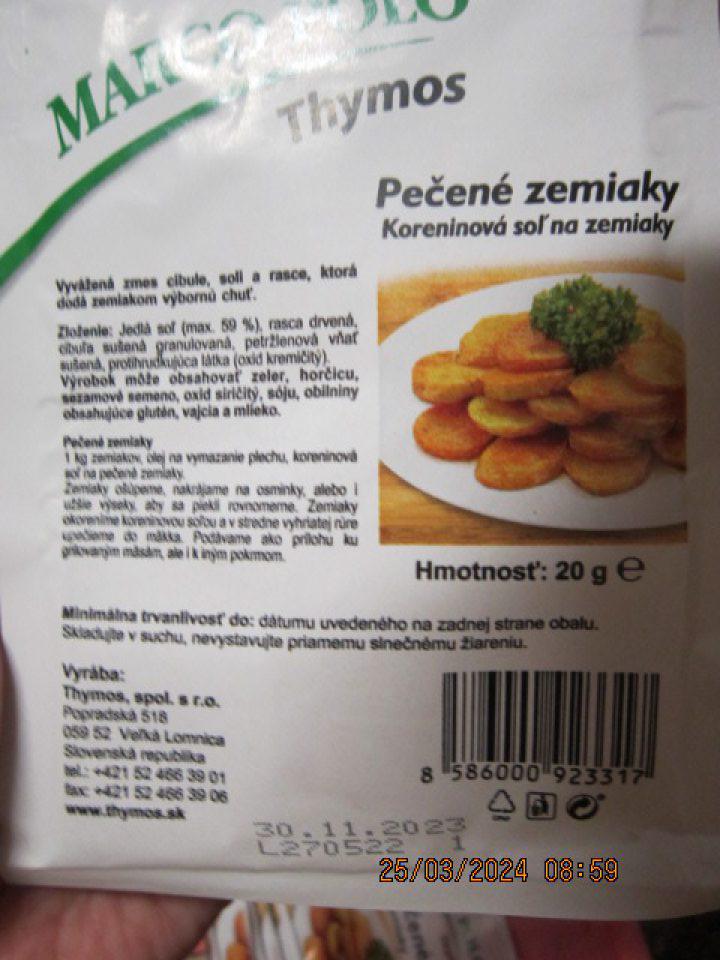 MARCO POLO
Thymos
Pečené zemiaky
Koreninová soľ na zemiaky
Vyvážená zmes cibule, soli a rasce, ktorá
dodá zemiakom výbornú chuť.
Zloženie: Jedlá soľ (max. 59 %), rasca drvená,
cibuľa sušená granulovaná, petržlenová vňať
sušená, protihrudkujúca látka (oxid kremičitý).
Výrobok môže obsahovať zeler, horčicu,
sezamové semeno, oxid siričitý, sóju, obilniny
obsahujúce glutén, vajcia a mlieko.
Pečené zemiaky
1 kg zemiakov, olej na vymazanie plechu, koreninová
soľ na pečené zemiaky.
Zemiaky ošúpeme, nakrájame na osminky, alebo i
užšie výseky, aby sa piekli rovnomerne. Zemiaky
okoreníme koreninovou soľou a v stredne vyhriatej rúre
upečieme do mäkka. Podávame ako prílohu ku
grilovaným mäsám, ale i k iným pokrmom.
Hmotnosť: 20 g ℮
Minimálna trvanlivosť do: dátumu uvedeného na zadnej strane obalu.
Skladujte v suchu, nevystavujte priamemu slnečnému žiareniu.
Vyrába:
Thymos, spol. s r.o.
Popradská 518
059 52 Veľká Lomnica
Slovenská republika
tel.: +421 52 466 39 01
fax: +421 52 466 39 06
www.thymos.sk
8 586000 923317
30.11.2023
L270522 1
25/03/2024 08:59